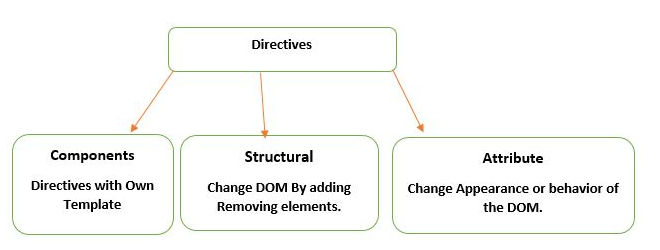 Directives
Components
Directives with Own
Template
Structural
Change DOM By adding
Removing elements.
Attribute
Change Appearance or behavior of
the DOM.